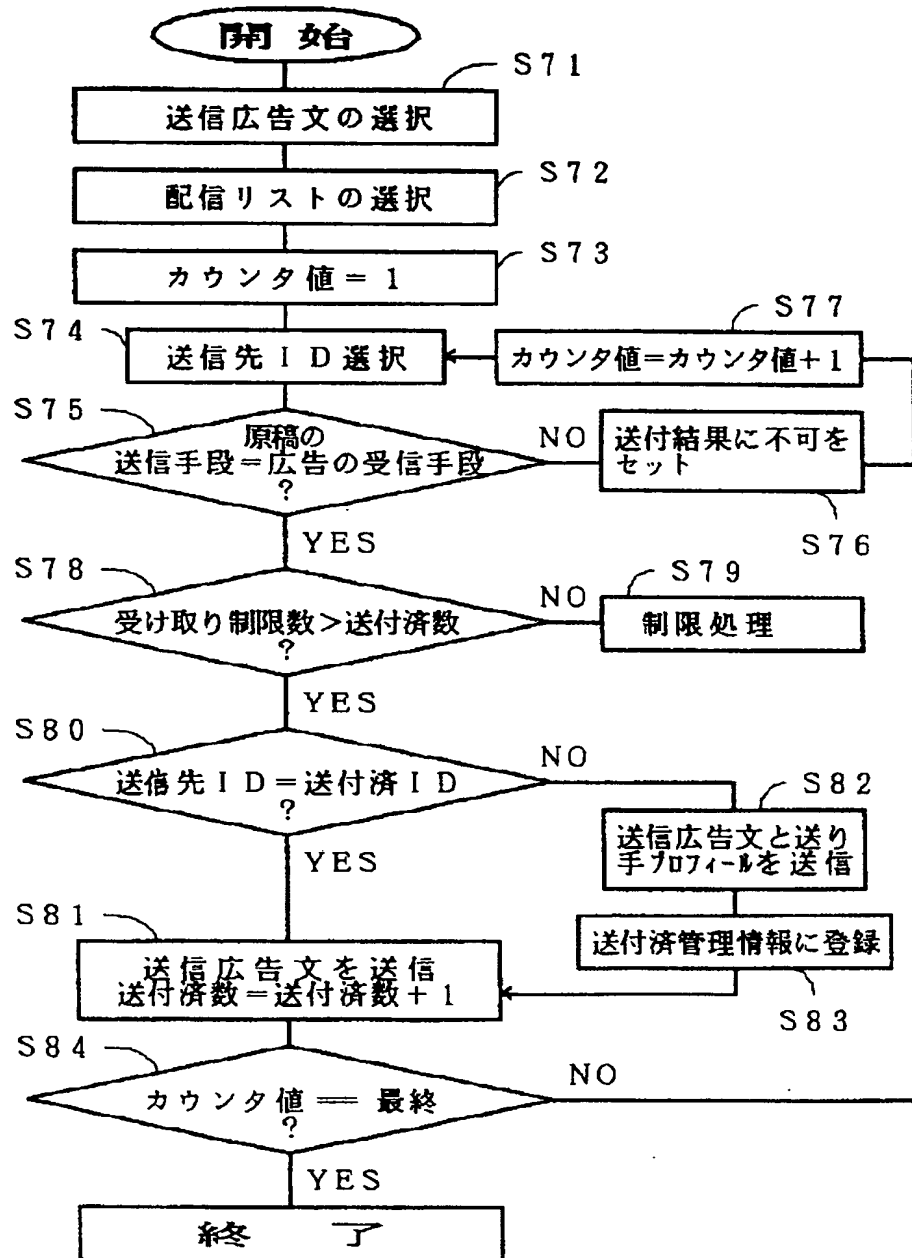 開始
S71
送信広告文の選択
S72
配信リストの選択
S73
カウンタ値＝1
S77
S74
送信先ID選択
カウンタ値＝カウンタ値＋1
S75
原稿の
送信手段＝広告の受信手段
?
NO
送付結果に不可を
セット
S76
YES
S78
受け取り制限数＞送付済数
?
NO
S79
制限処理
YES
S80
送信先ID＝送付済ID
?
NO
S82
送信広告文と送り
手プロフィールを送信
YES
S81
送信広告文を送信
送付済数＝送付済数＋1
送付済管理情報に登録
S83
S84
カウンタ値＝＝最終
?
NO
YES
終了